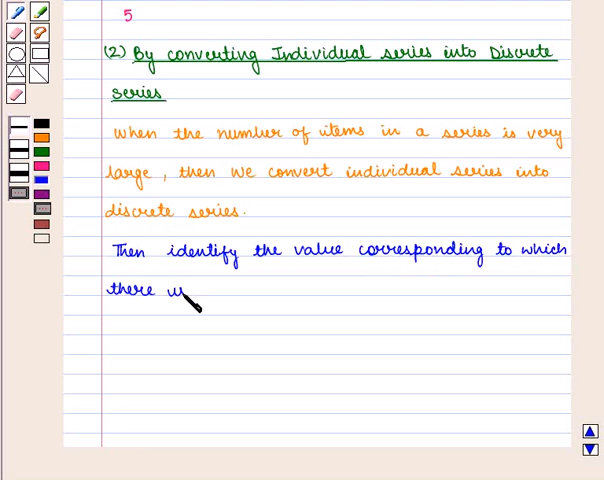 5
(2) By converting Individual series into Discrete
series
When the number of items in a series is very
large, then we convert individual series into
discrete series.
Then identify the value corresponding to which
there